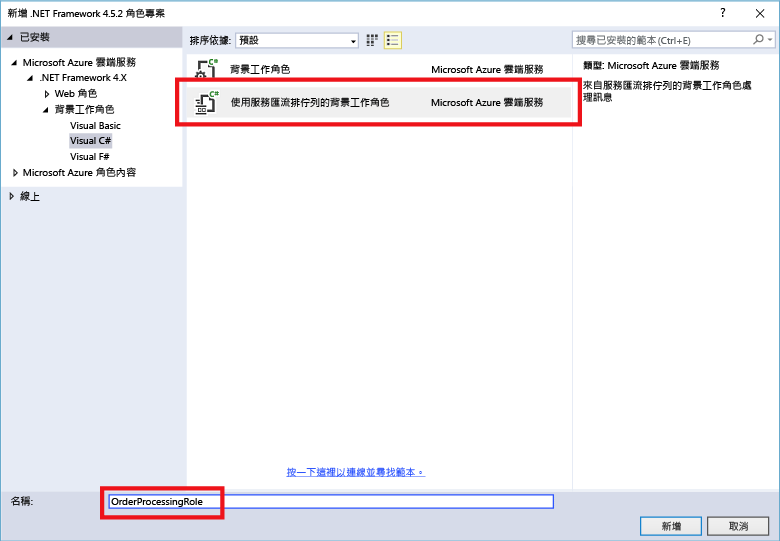 新增 .NET Framework 4.5.2 角色專案
?
已安裝
排序依據: 預設
搜尋已安裝的範本(Ctrl+E)
Microsoft Azure 雲端服務
.NET Framework 4.X
Web 角色
背景工作角色
Visual Basic
Visual C#
Visual F#
Microsoft Azure 角色內容
線上
C# 背景工作角色 Microsoft Azure 雲端服務
C# 使用服務匯流排佇列的背景工作角色 Microsoft Azure 雲端服務
類型: Microsoft Azure 雲端服務
來自服務匯流排佇列的背景工作角色處
理訊息
按一下這裡以連線並尋找範本。
名稱: OrderProcessingRole
新增 取消